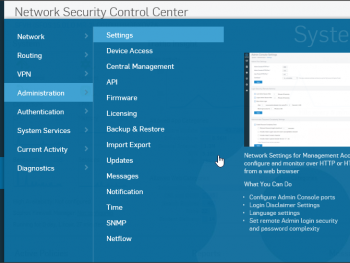 Network Security Control Center
Network
Routing
VPN
Administration
Authentication
System Services
Current Activity
Diagnostics
Settings
Device Access
Central Management
API
Firmware
Licensing
Backup & Restore
Import Export
Updates
Messages
Notification
Time
SNMP
Netflow
Syste
Network Settings for Management Acc
configure and monitor over HTTP or HT
from a web browser
What You Can Do
• Configure Admin Console ports
• Login Disclaimer Settings
• Language settings
• Set remote Admin login security
and password complexity